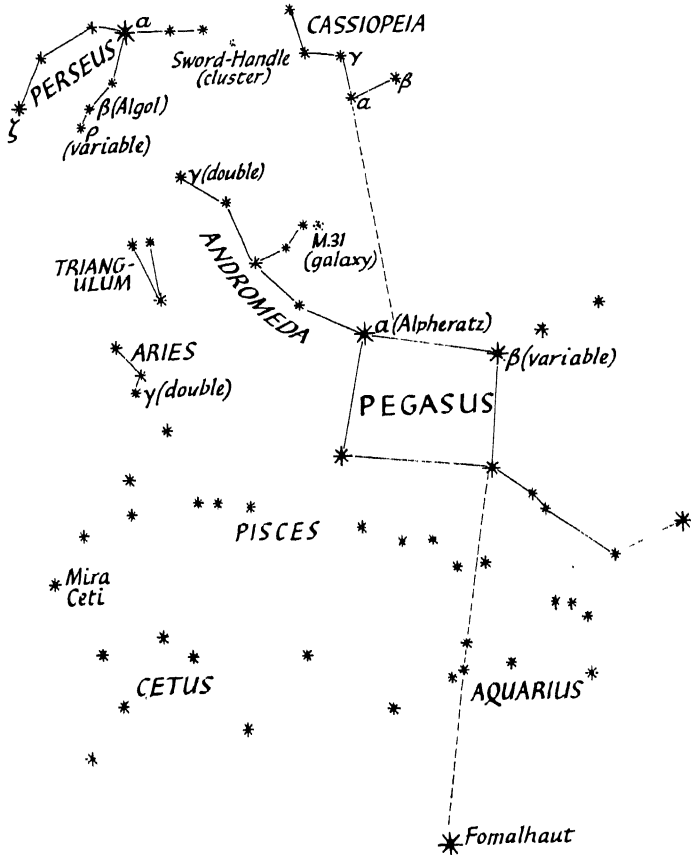 α
CASSIOPEIA
PERSEUS
Sword-Handle
(cluster)
γ
β
α
β(Algol)
ζ
ρ
(variable)
γ(double)
M.31
(galaxy)
ANDROMEDA
TRIANG-
ULUM
α(Alpheratz)
ARIES
β(variable)
γ(double)
PEGASUS
PISCES
Mira
Ceti
CETUS
AQUARIUS
Fomalhaut